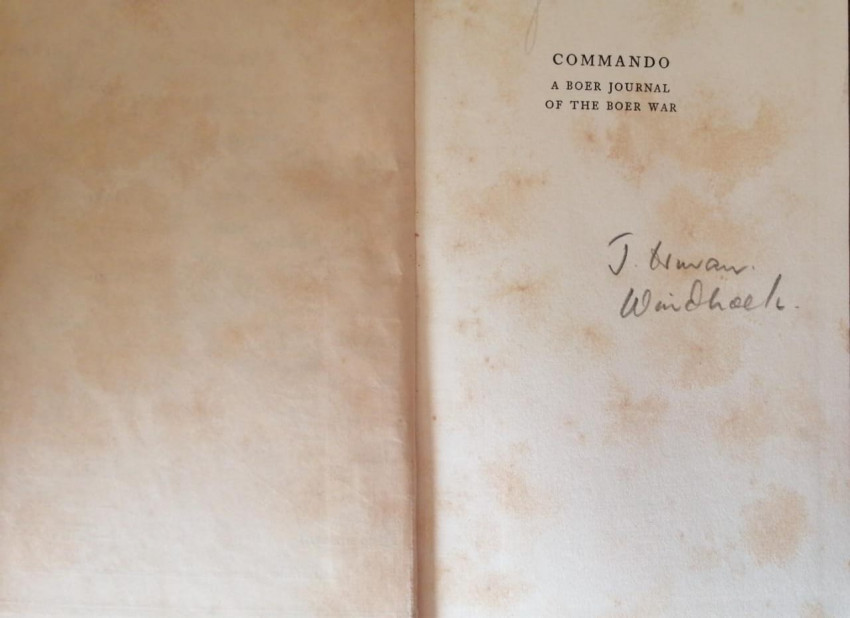 COMMANDO
A BOER JOURNAL
OF THE BOER WAR
J.
Windhoek.